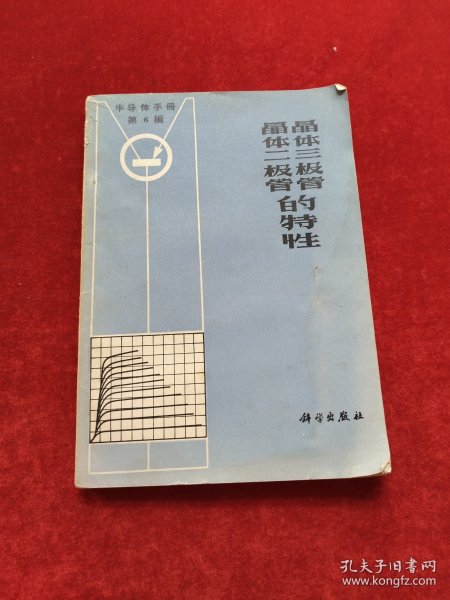 半导体手册
第6編
晶体三极管
晶体二极管
的特性
科学出版社
孔夫子旧书网
www.kongfz.com